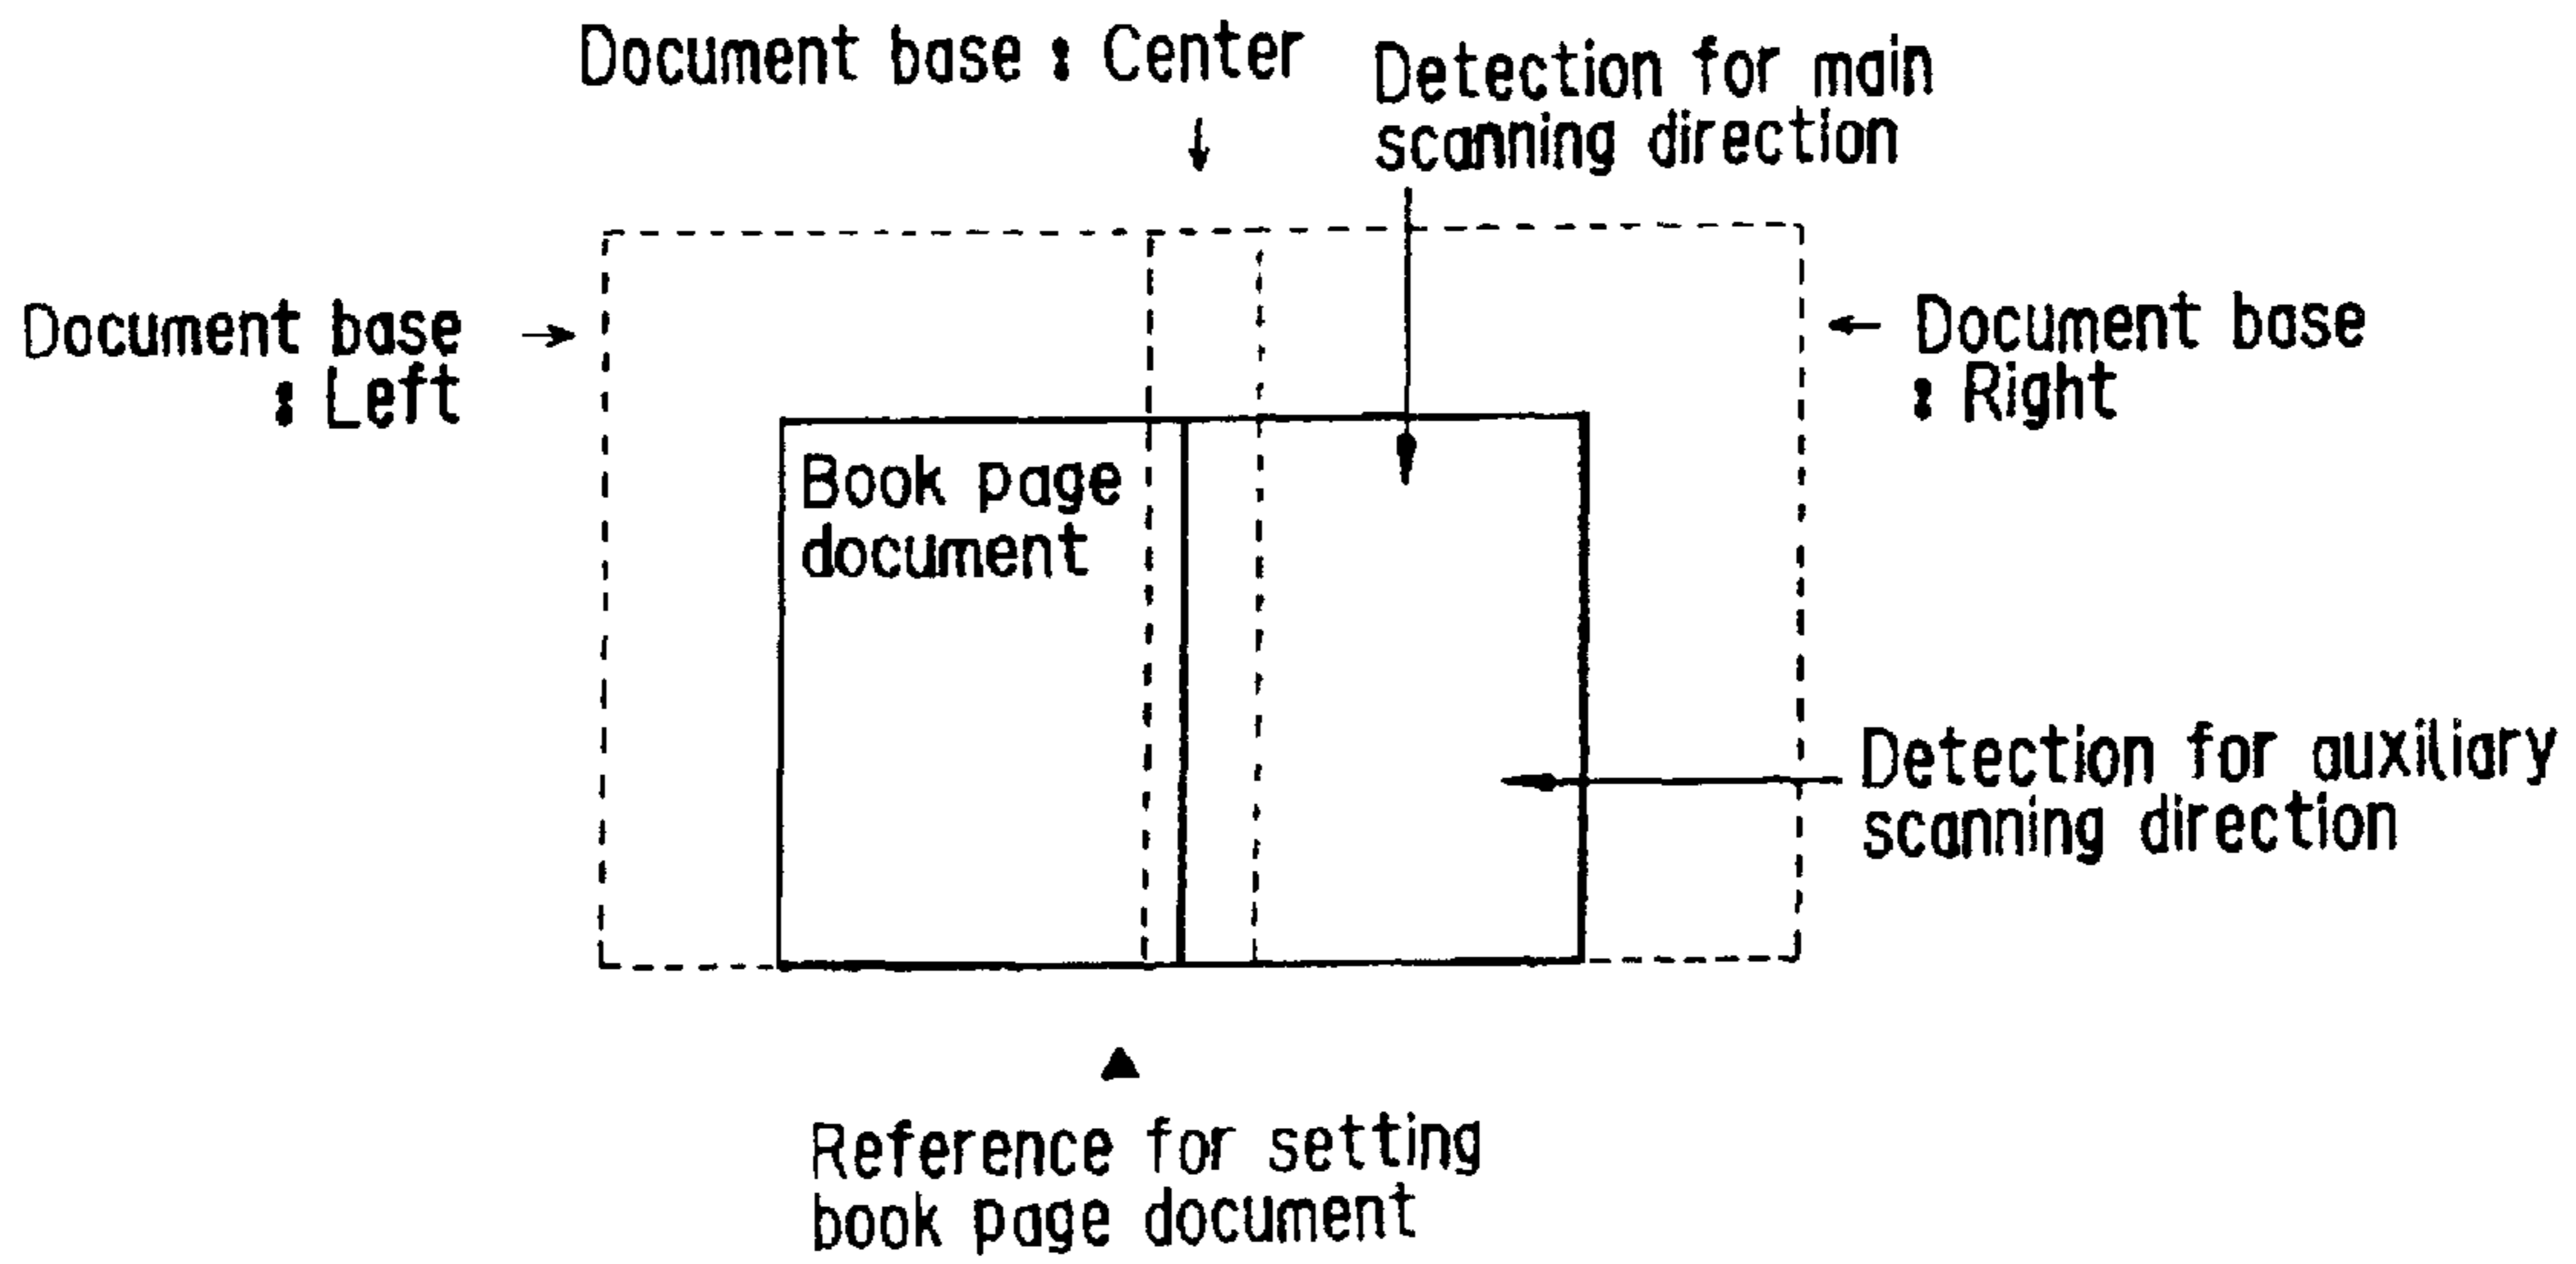 Document base : Center
Detection for main
scanning direction
Document base
: Left
Document base
: Right
Book page
document
Detection for auxiliary
scanning direction
Reference for setting
book page document